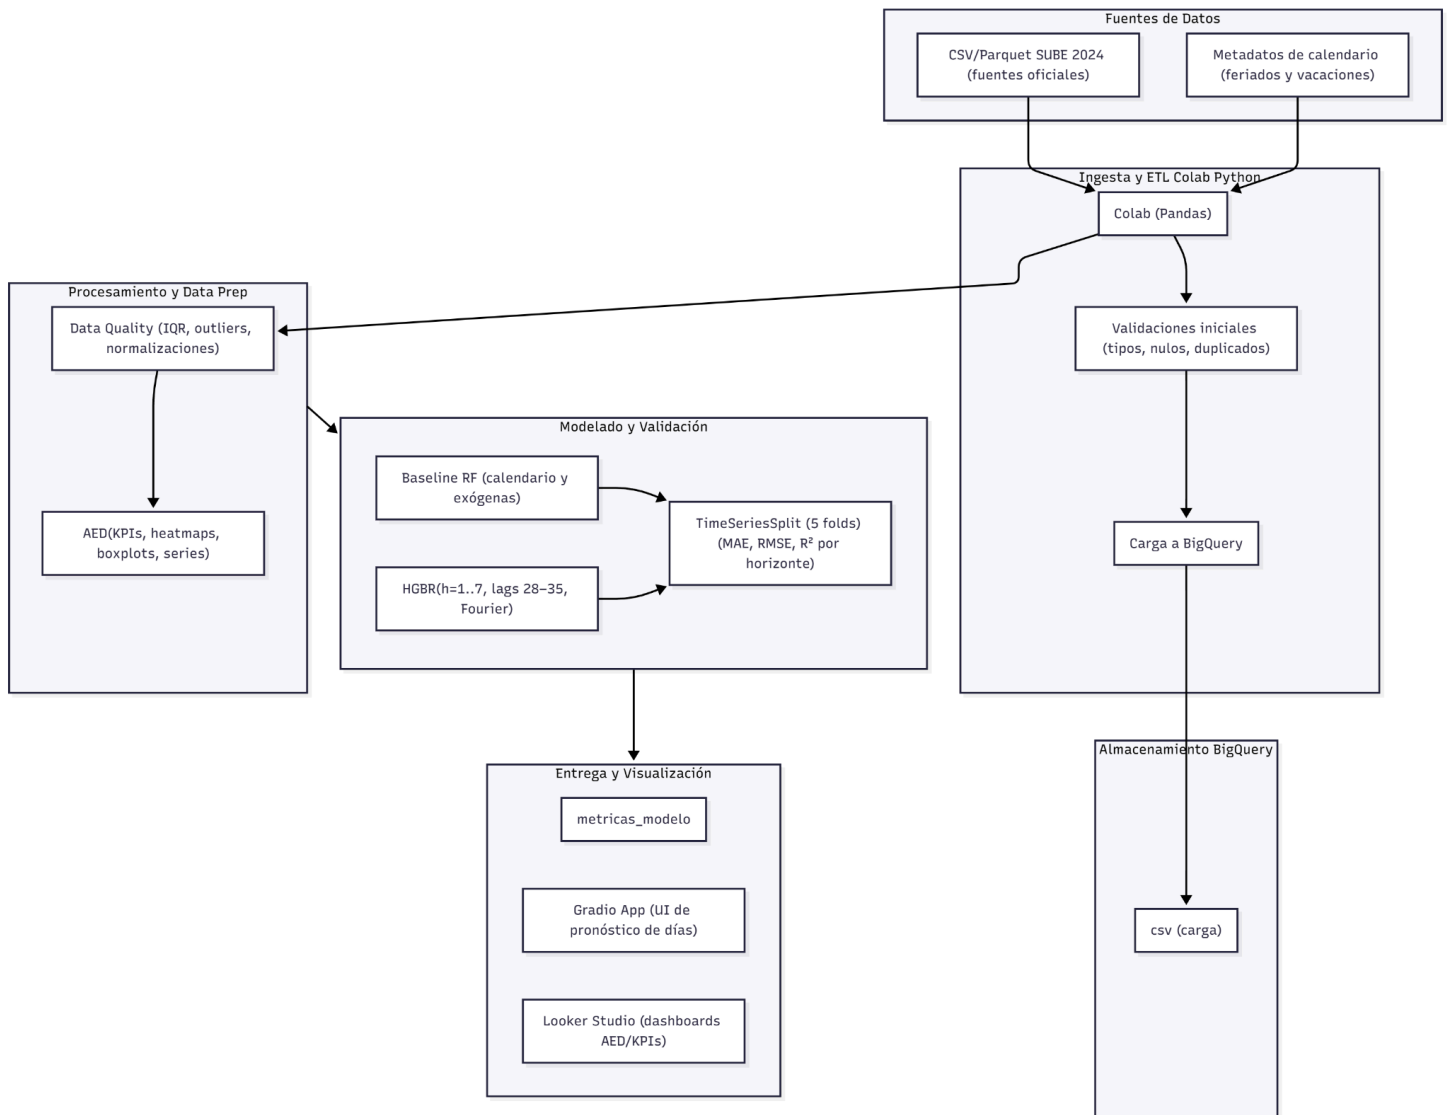 Fuentes de Datos
CSV/Parquet SUBE 2024
(fuentes oficiales)
Metadatos de calendario
(feriados y vacaciones)
Ingesta y ETL Colab Python
Colab (Pandas)
Validaciones iniciales
(tipos, nulos, duplicados)
Carga a BigQuery
Procesamiento y Data Prep
Data Quality (IQR, outliers,
normalizaciones)
AED(KPIs, heatmaps,
boxplots, series)
Modelado y Validación
Baseline RF (calendario y
exógenas)
HGBR(h=1..7, lags 28–35,
Fourier)
TimeSeriesSplit (5 folds)
(MAE, RMSE, R² por
horizonte)
Entrega y Visualización
metricas_modelo
Gradio App (UI de
pronóstico de días)
Looker Studio (dashboards
AED/KPIs)
Almacenamiento BigQuery
csv (carga)